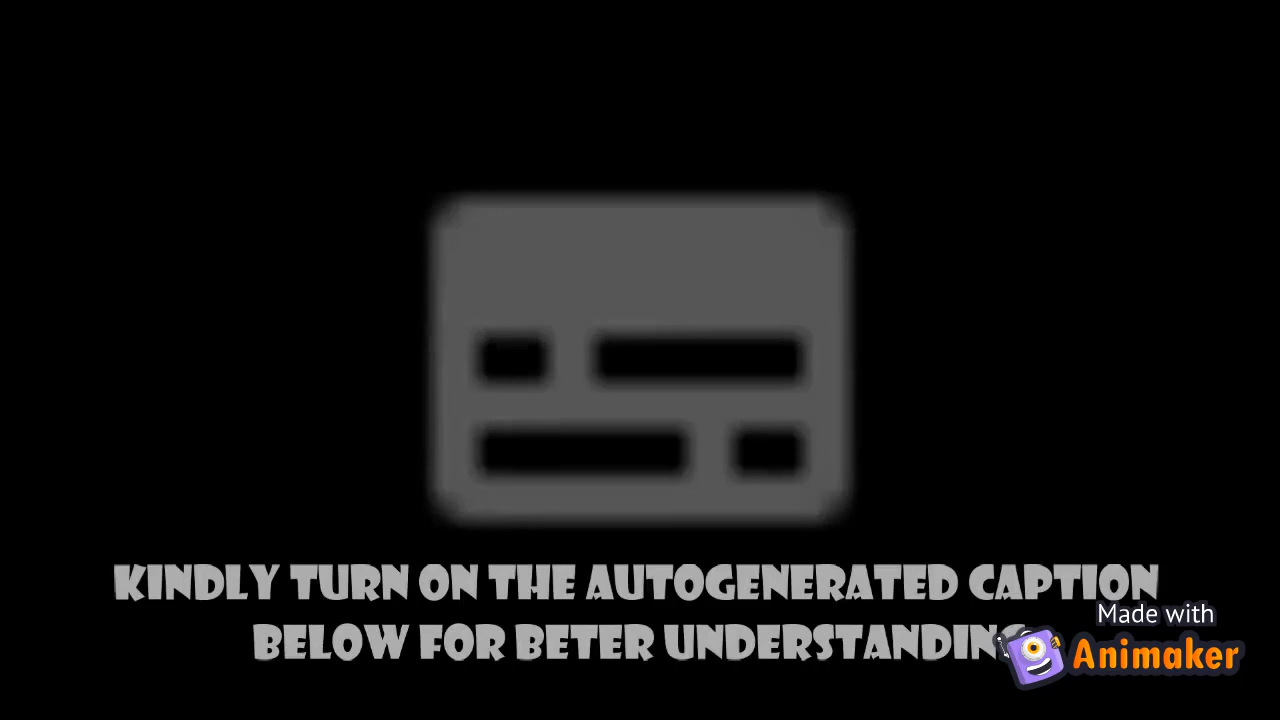 KINDLY TURN ON THE AUTOGENERATED CAPTION
BELOW FOR BETER UNDERSTANDING
Made with
Animaker